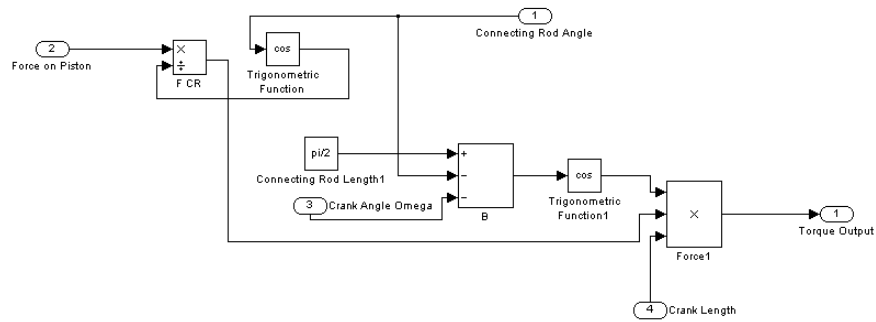 1
Connecting Rod Angle
2
Force on Piston
×
÷
F CR
cos
Trigonometric
Function
pi/2
Connecting Rod Length1
3
Crank Angle Omega
+
−
−
B
cos
Trigonometric
Function1
×
Force1
1
Torque Output
4
Crank Length